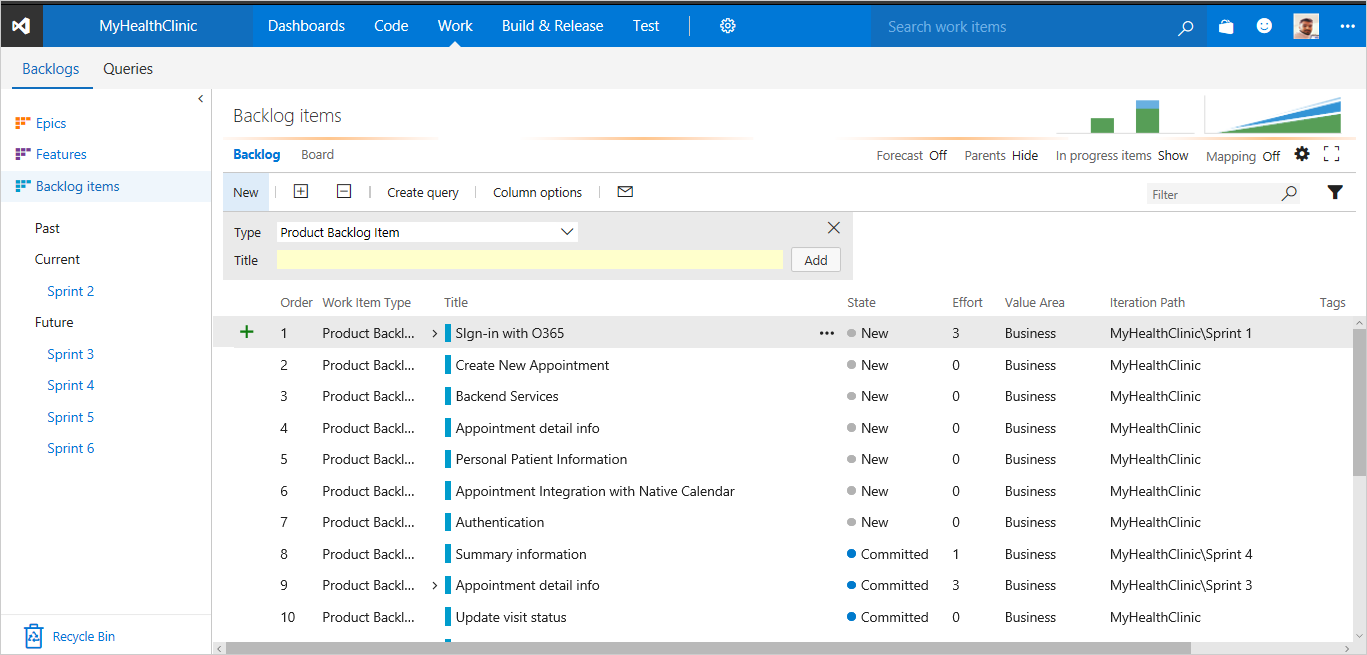 MyHealthClinic Dashboards Code Work Build & Release Test Search work items
Backlogs Queries
Epics
Features
Backlog items
Past
Current
Sprint 2
Future
Sprint 3
Sprint 4
Sprint 5
Sprint 6
Recycle Bin
Backlog items
Backlog Board Forecast Off Parents Hide In progress items Show Mapping Off
New Create query Column options Filter
Type Product Backlog Item
Title Add
Order Work Item Type Title State Effort Value Area Iteration Path Tags
1 Product Backl... SIgn-in with O365 ... New 3 Business MyHealthClinic\Sprint 1
2 Product Backl... Create New Appointment New 0 Business MyHealthClinic
3 Product Backl... Backend Services New 0 Business MyHealthClinic
4 Product Backl... Appointment detail info New 0 Business MyHealthClinic
5 Product Backl... Personal Patient Information New 0 Business MyHealthClinic
6 Product Backl... Appointment Integration with Native Calendar New 0 Business MyHealthClinic
7 Product Backl... Authentication New 0 Business MyHealthClinic
8 Product Backl... Summary information Committed 1 Business MyHealthClinic\Sprint 4
9 Product Backl... Appointment detail info Committed 3 Business MyHealthClinic\Sprint 3
10 Product Backl... Update visit status Committed 0 Business MyHealthClinic